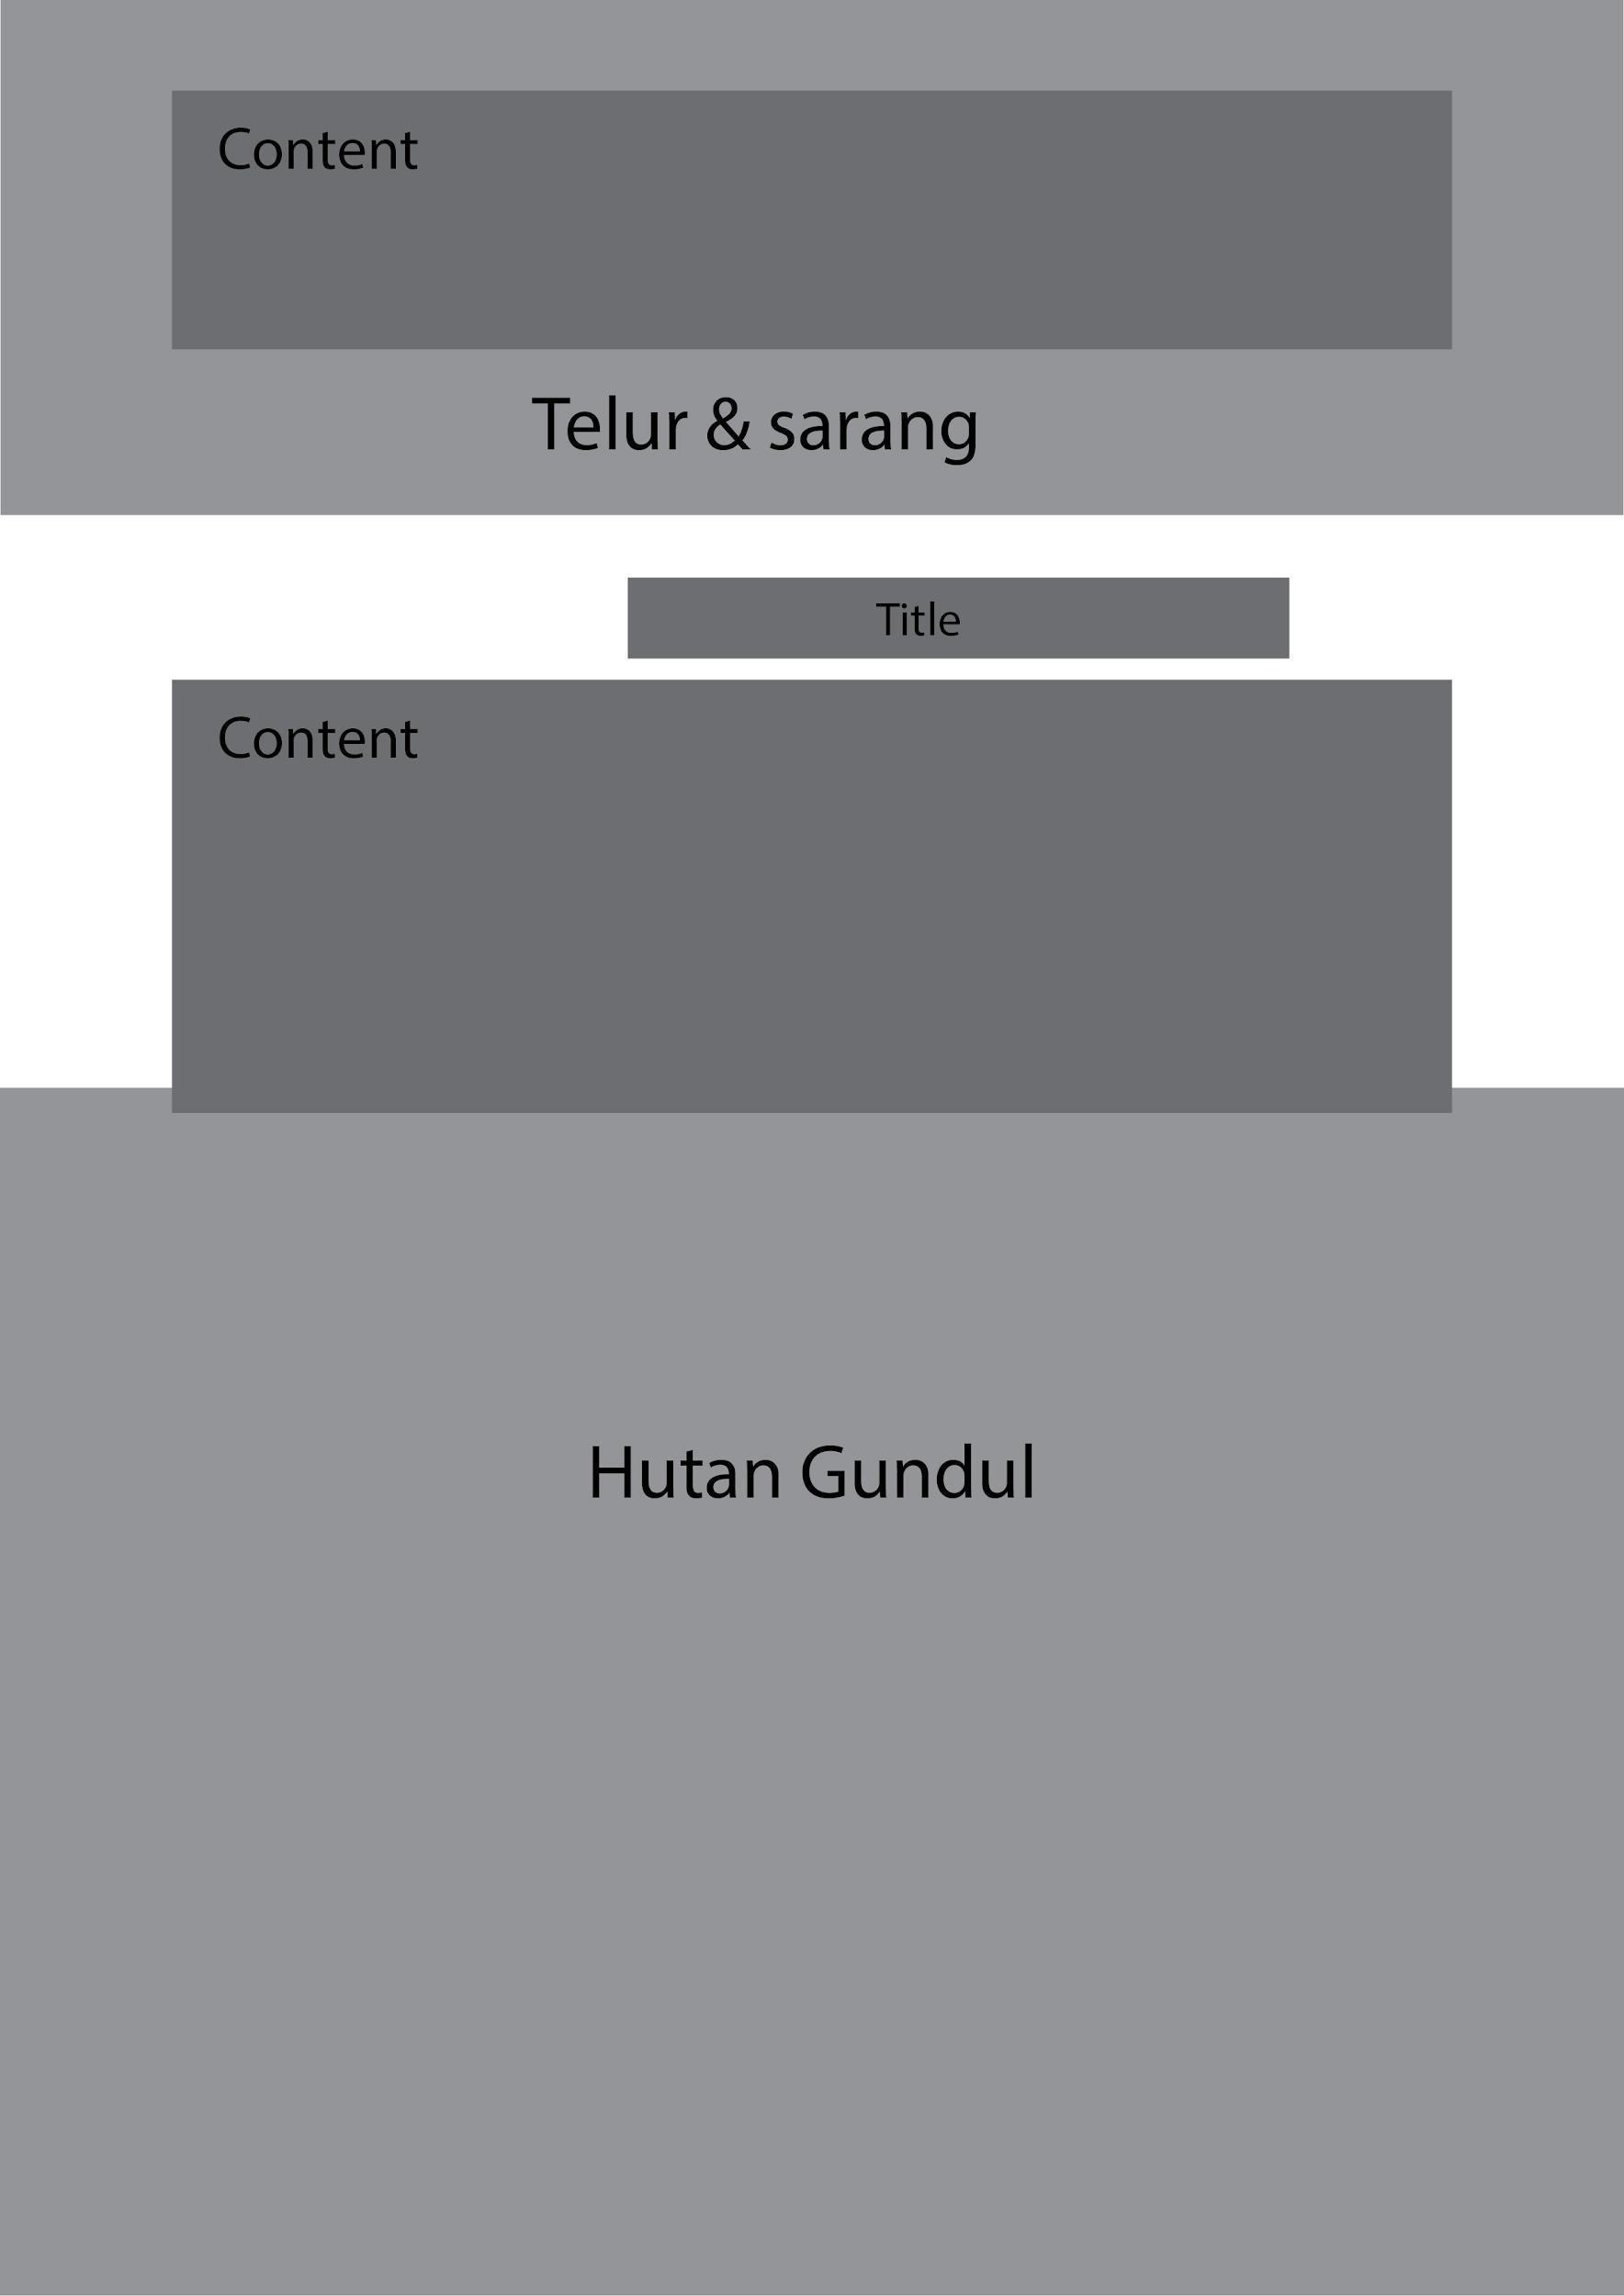 Content
Telur & sarang
Title
Content
Hutan Gundul